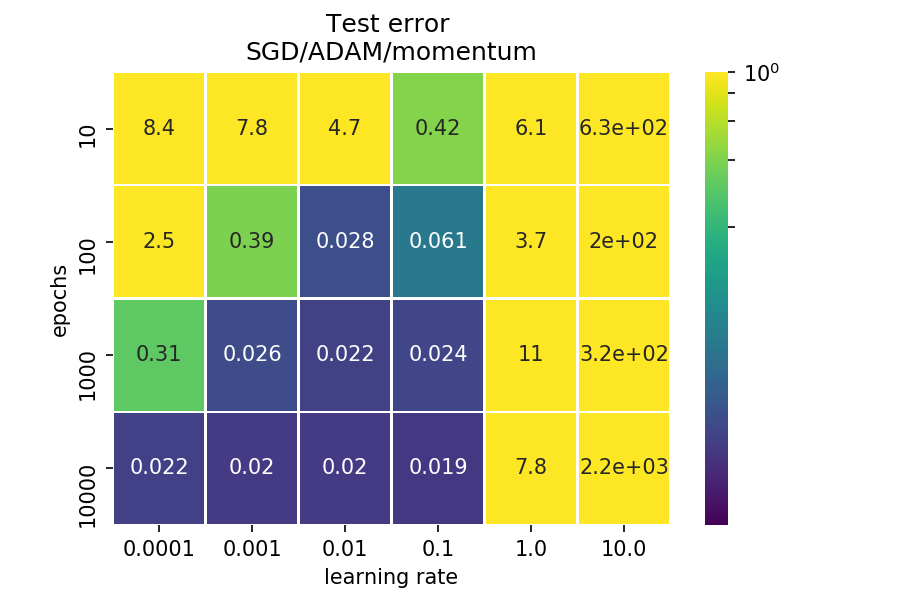 Test error
SGD/ADAM/momentum
10⁰
10 8.4 7.8 4.7 0.42 6.1 6.3e+02
100 2.5 0.39 0.028 0.061 3.7 2e+02
epochs
1000 0.31 0.026 0.022 0.024 11 3.2e+02
10000 0.022 0.02 0.02 0.019 7.8 2.2e+03
0.0001 0.001 0.01 0.1 1.0 10.0
learning rate